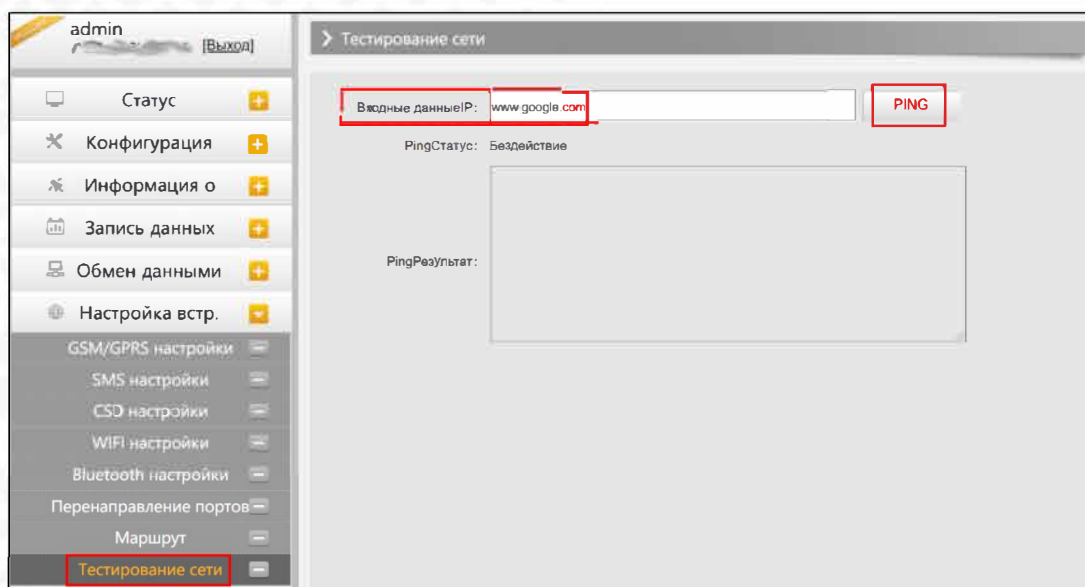 admin
[Выход]
Статус
Конфигурация
Информация о
Запись данных
Обмен данными
Настройка встр.
GSM/GPRS настройки
SMS настройки
CSD настройки
WIFI настройки
Bluetooth настройки
Перенаправление портов
Маршрут
Тестирование сети
Тестирование сети
Входные данныеIP: www.google.com PING
PingСтатус: Бездействие
PingРезультат: